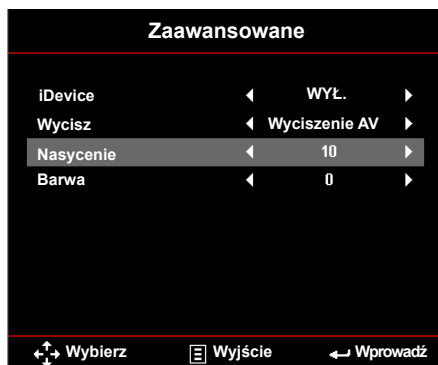 Zaawansowane
iDevice WYŁ.
Wycisz Wyciszenie AV
Nasycenie 10
Barwa 0
Wybierz Wyjście Wprowadź